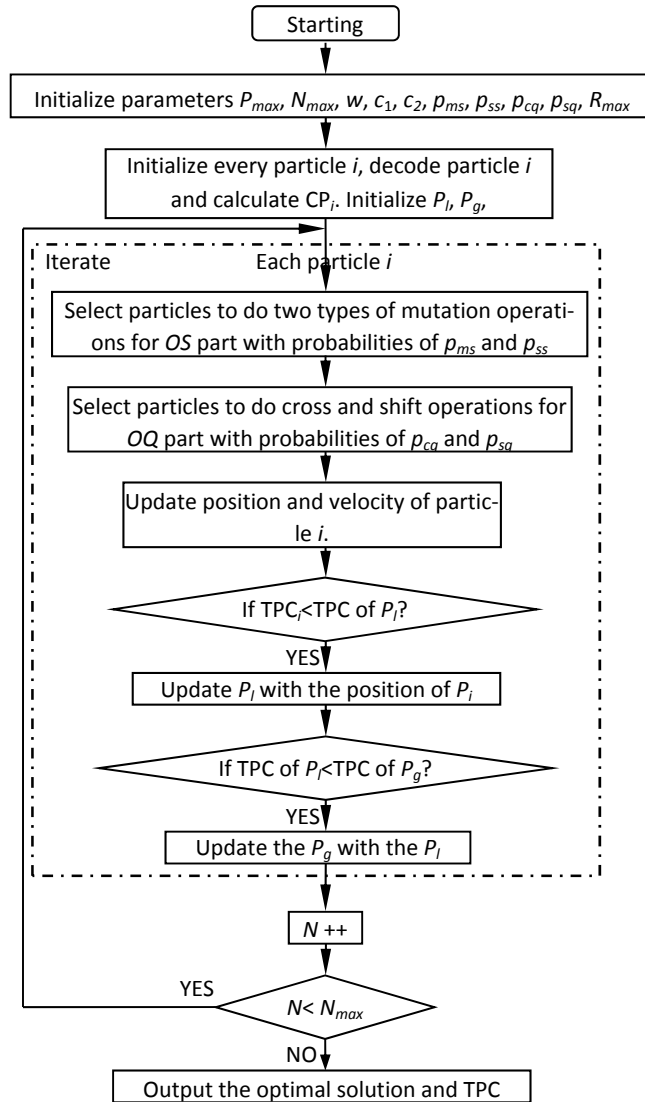 Starting
Initialize parameters Pmax, Nmax, w, c1, c2, pms, pss, pcq, psq, Rmax
Initialize every particle i, decode particle i
and calculate CPi. Initialize Pl, Pg,
Iterate
Each particle i
Select particles to do two types of mutation operati-
ons for OS part with probabilities of pms and pss
Select particles to do cross and shift operations for
OQ part with probabilities of pcq and psq
Update position and velocity of partic-
le i.
If TPCi<TPC of Pl?
YES
Update Pl with the position of Pi
If TPC of Pl<TPC of Pg?
YES
Update the Pg with the Pl
N ++
YES
N< Nmax
NO
Output the optimal solution and TPC